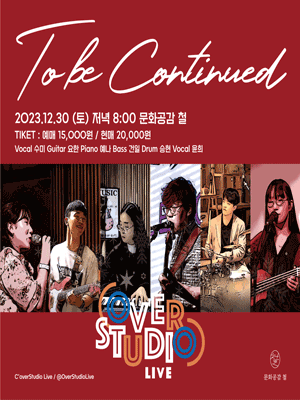 To be Continued
2023.12.30 (토) 저녁 8:00 문화공감 철
TIKET : 예매 15,000원 / 현매 20,000원
Vocal 수미 Guitar 요한 Piano 예나 Bass 건일 Drum 승현 Vocal 윤희
C'OVER
STUDIO
LIVE
C'overStudio Live / @OverStudioLive
문화공감 철